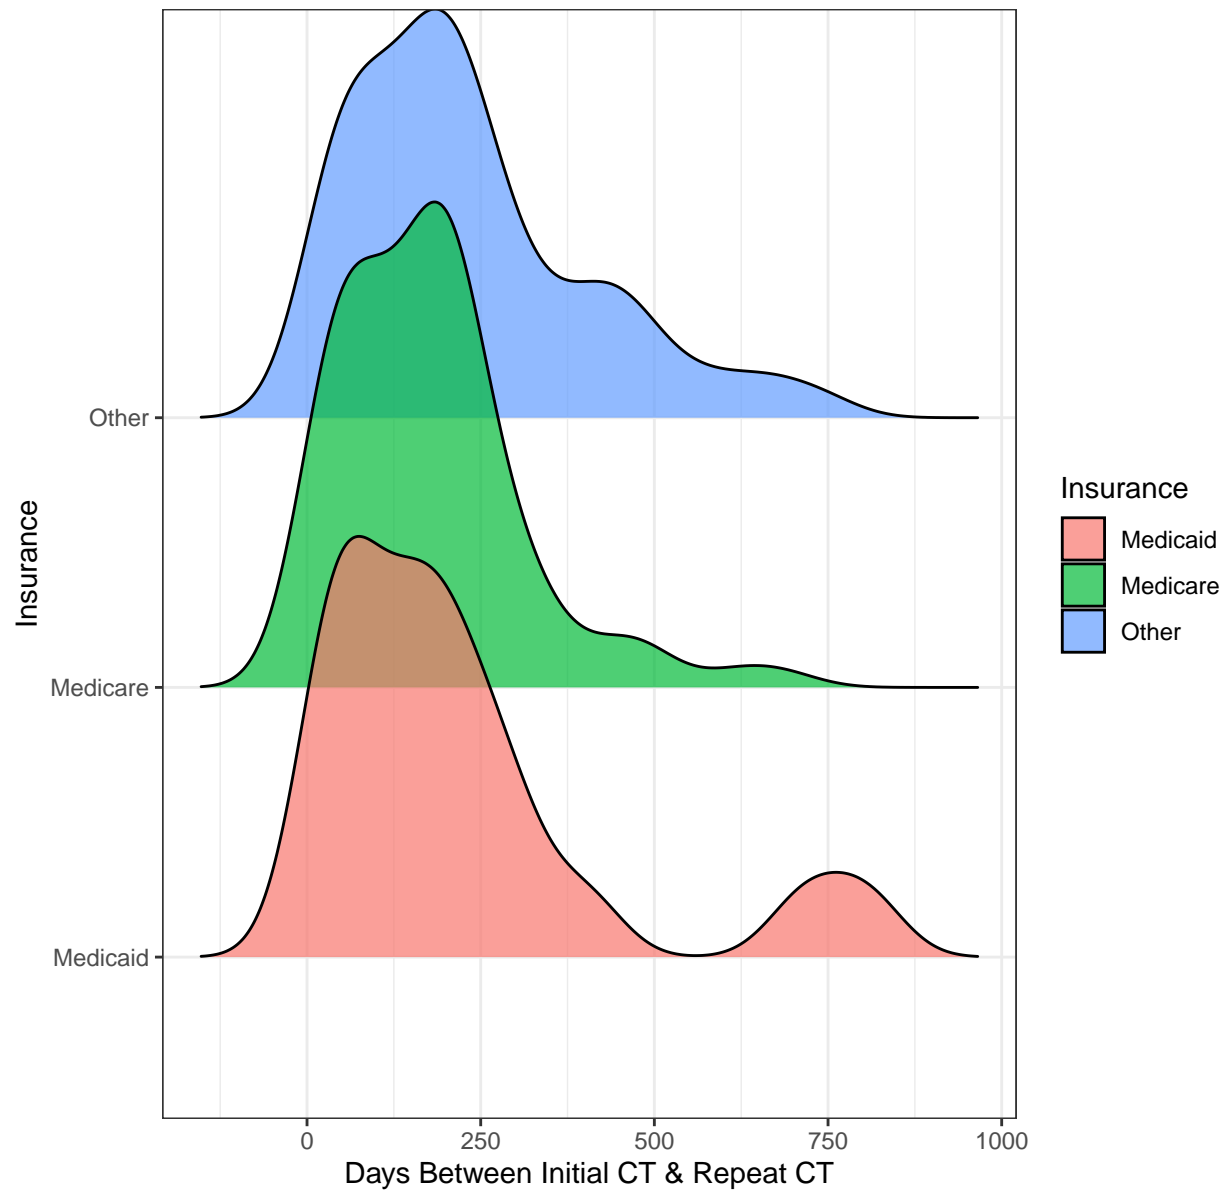 Insurance
Other
Medicare
Medicaid
0 250 500 750 1000
Days Between Initial CT & Repeat CT
Insurance
Medicaid
Medicare
Other